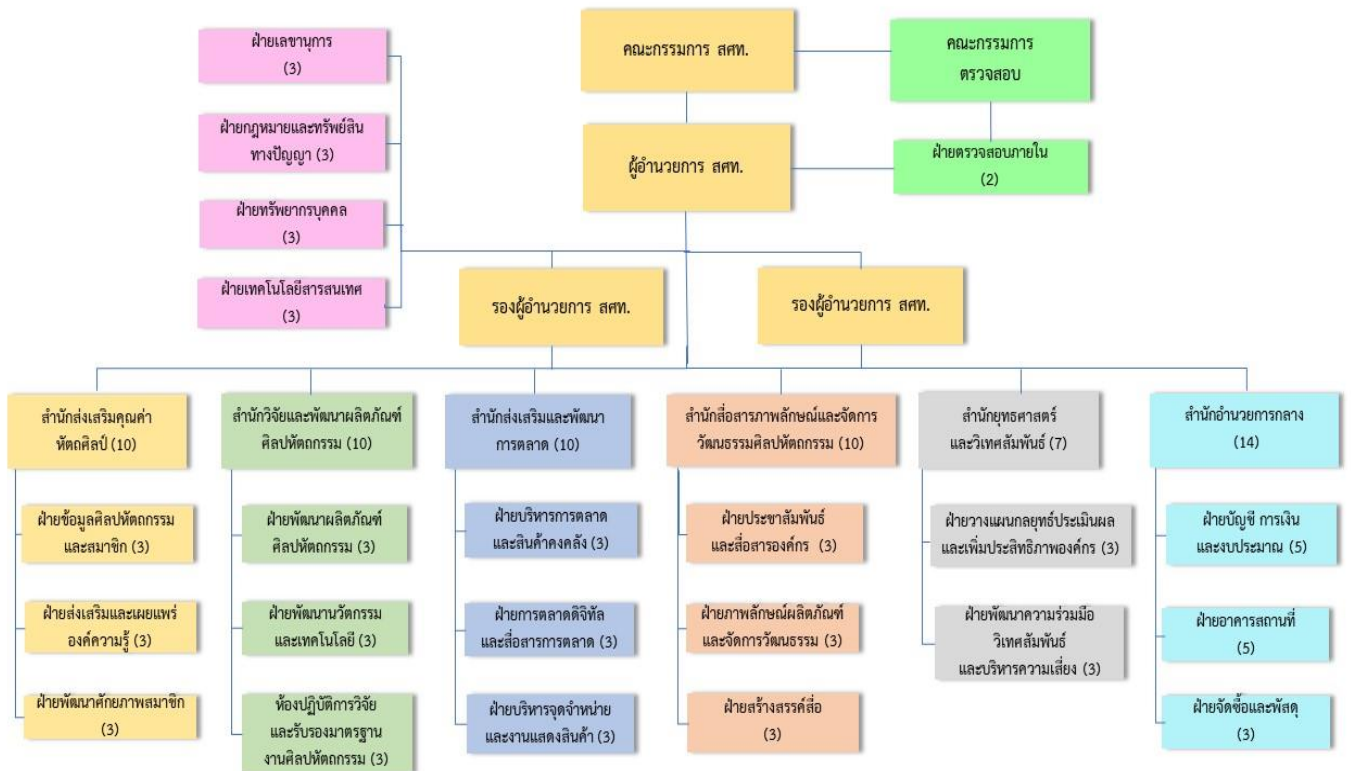 ฝ่ายเลขานุการ
(3)
คณะกรรมการ สศท.
คณะกรรมการ
ตรวจสอบ
ฝ่ายกฎหมายและทรัพย์สิน
ทางปัญญา (3)
ผู้อำนวยการ สศท.
ฝ่ายตรวจสอบภายใน
(2)
ฝ่ายทรัพยากรบุคคล
(3)
ฝ่ายเทคโนโลยีสารสนเทศ
(3)
รองผู้อำนวยการ สศท.
รองผู้อำนวยการ สศท.
สำนักส่งเสริมคุณค่า
หัตถศิลป์ (10)
สำนักวิจัยและพัฒนาผลิตภัณฑ์
ศิลปหัตถกรรม (10)
สำนักส่งเสริมและพัฒนา
การตลาด (10)
สำนักสื่อสารภาพลักษณ์และจัดการ
วัฒนธรรมศิลปหัตถกรรม (10)
สำนักยุทธศาสตร์
และวิเทศสัมพันธ์ (7)
สำนักอำนวยการกลาง
(14)
ฝ่ายข้อมูลศิลปหัตถกรรม
และสมาชิก (3)
ฝ่ายพัฒนาผลิตภัณฑ์
ศิลปหัตถกรรม (3)
ฝ่ายบริหารการตลาด
และสินค้าคงคลัง (3)
ฝ่ายประชาสัมพันธ์
และสื่อสารองค์กร (3)
ฝ่ายวางแผนกลยุทธ์ประเมินผล
และเพิ่มประสิทธิภาพองค์กร (3)
ฝ่ายบัญชี การเงิน
และงบประมาณ (5)
ฝ่ายส่งเสริมและเผยแพร่
องค์ความรู้ (3)
ฝ่ายพัฒนานวัตกรรม
และเทคโนโลยี (3)
ฝ่ายการตลาดดิจิทัล
และสื่อสารการตลาด (3)
ฝ่ายภาพลักษณ์ผลิตภัณฑ์
และจัดการวัฒนธรรม (3)
ฝ่ายพัฒนาความร่วมมือ
วิเทศสัมพันธ์
และบริหารความเสี่ยง (3)
ฝ่ายอาคารสถานที่
(5)
ฝ่ายพัฒนาศักยภาพสมาชิก
(3)
ห้องปฏิบัติการวิจัย
และรับรองมาตรฐาน
งานศิลปหัตถกรรม (3)
ฝ่ายบริหารจุดจำหน่าย
และงานแสดงสินค้า (3)
ฝ่ายสร้างสรรค์สื่อ
(3)
ฝ่ายจัดซื้อและพัสดุ
(3)